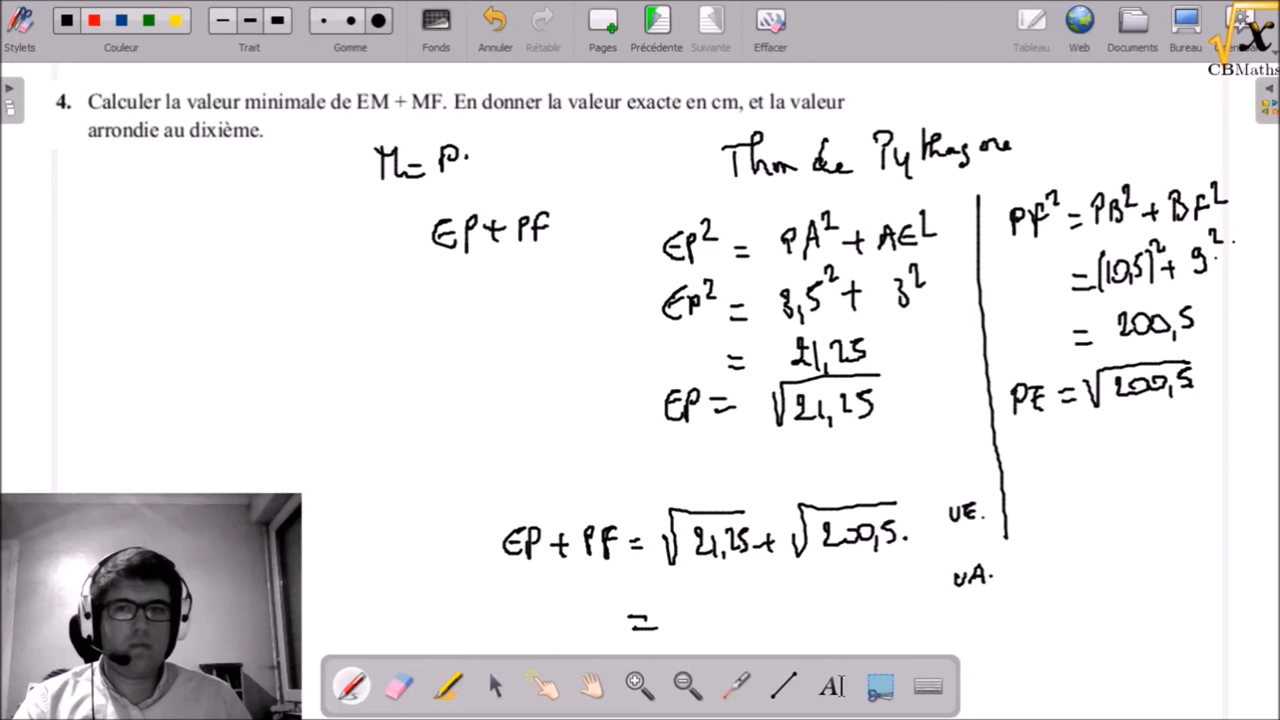 Stylets Couleur Trait Gomme Fonds Annuler Rétablir Pages Précédente Suivante Effacer Tableau Web Documents Bureau
CBMaths
4. Calculer la valeur minimale de EM + MF. En donner la valeur exacte en cm, et la valeur
arrondie au dixième.
M = P.
Thm de Pythagore
EP + PF
EP² = PA² + AE²
EP² = 3,5² + 3²
= 21,25
EP = √21,25
PF² = PB² + BF²
= (10,5)² + 9².
= 200,5
PF = √200,5
EP + PF = √21,25 + √200,5.
VE.
VA.
=
AI